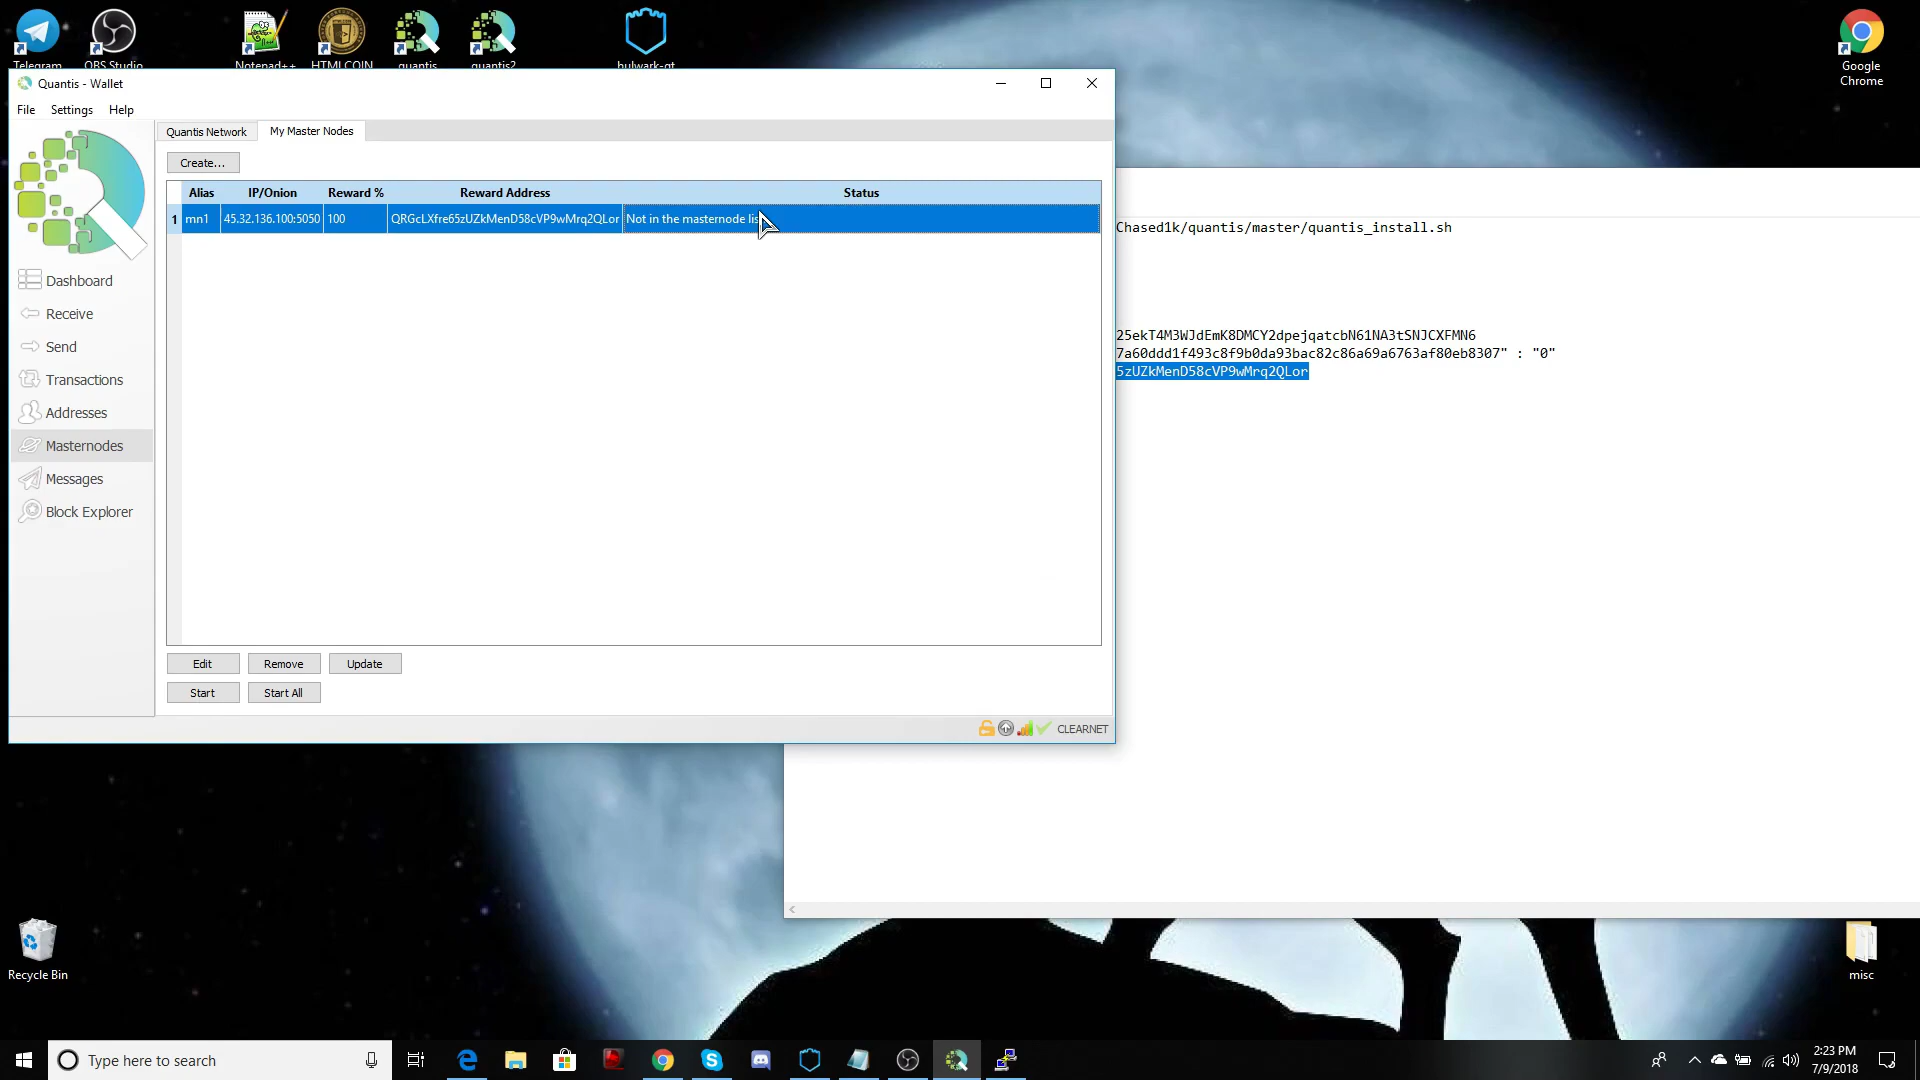 Telegram
OBS Studio
Notepad++
HTMLCOIN
quantis
quantis2
bulwark-qt
Google
Chrome
Quantis - Wallet
File
Settings
Help
Quantis Network
My Master Nodes
Create...
Alias
IP/Onion
Reward %
Reward Address
Status
1
mn1
45.32.136.100:5050
100
QRGcLXfre65zUZkMenD58cVP9wMrq2QLor
Not in the masternode lis
Dashboard
Receive
Send
Transactions
Addresses
Masternodes
Messages
Block Explorer
Edit
Remove
Update
Start
Start All
CLEARNET
Chased1k/quantis/master/quantis_install.sh
25ekT4M3WJdEmK8DMCY2dpejqatcbN61NA3tSNJCXFMN6
7a60ddd1f493c8f9b0da93bac82c86a69a6763af80eb8307" : "0"
5zUZkMenD58cVP9wMrq2QLor
Recycle Bin
misc
Type here to search
2:23 PM
7/9/2018